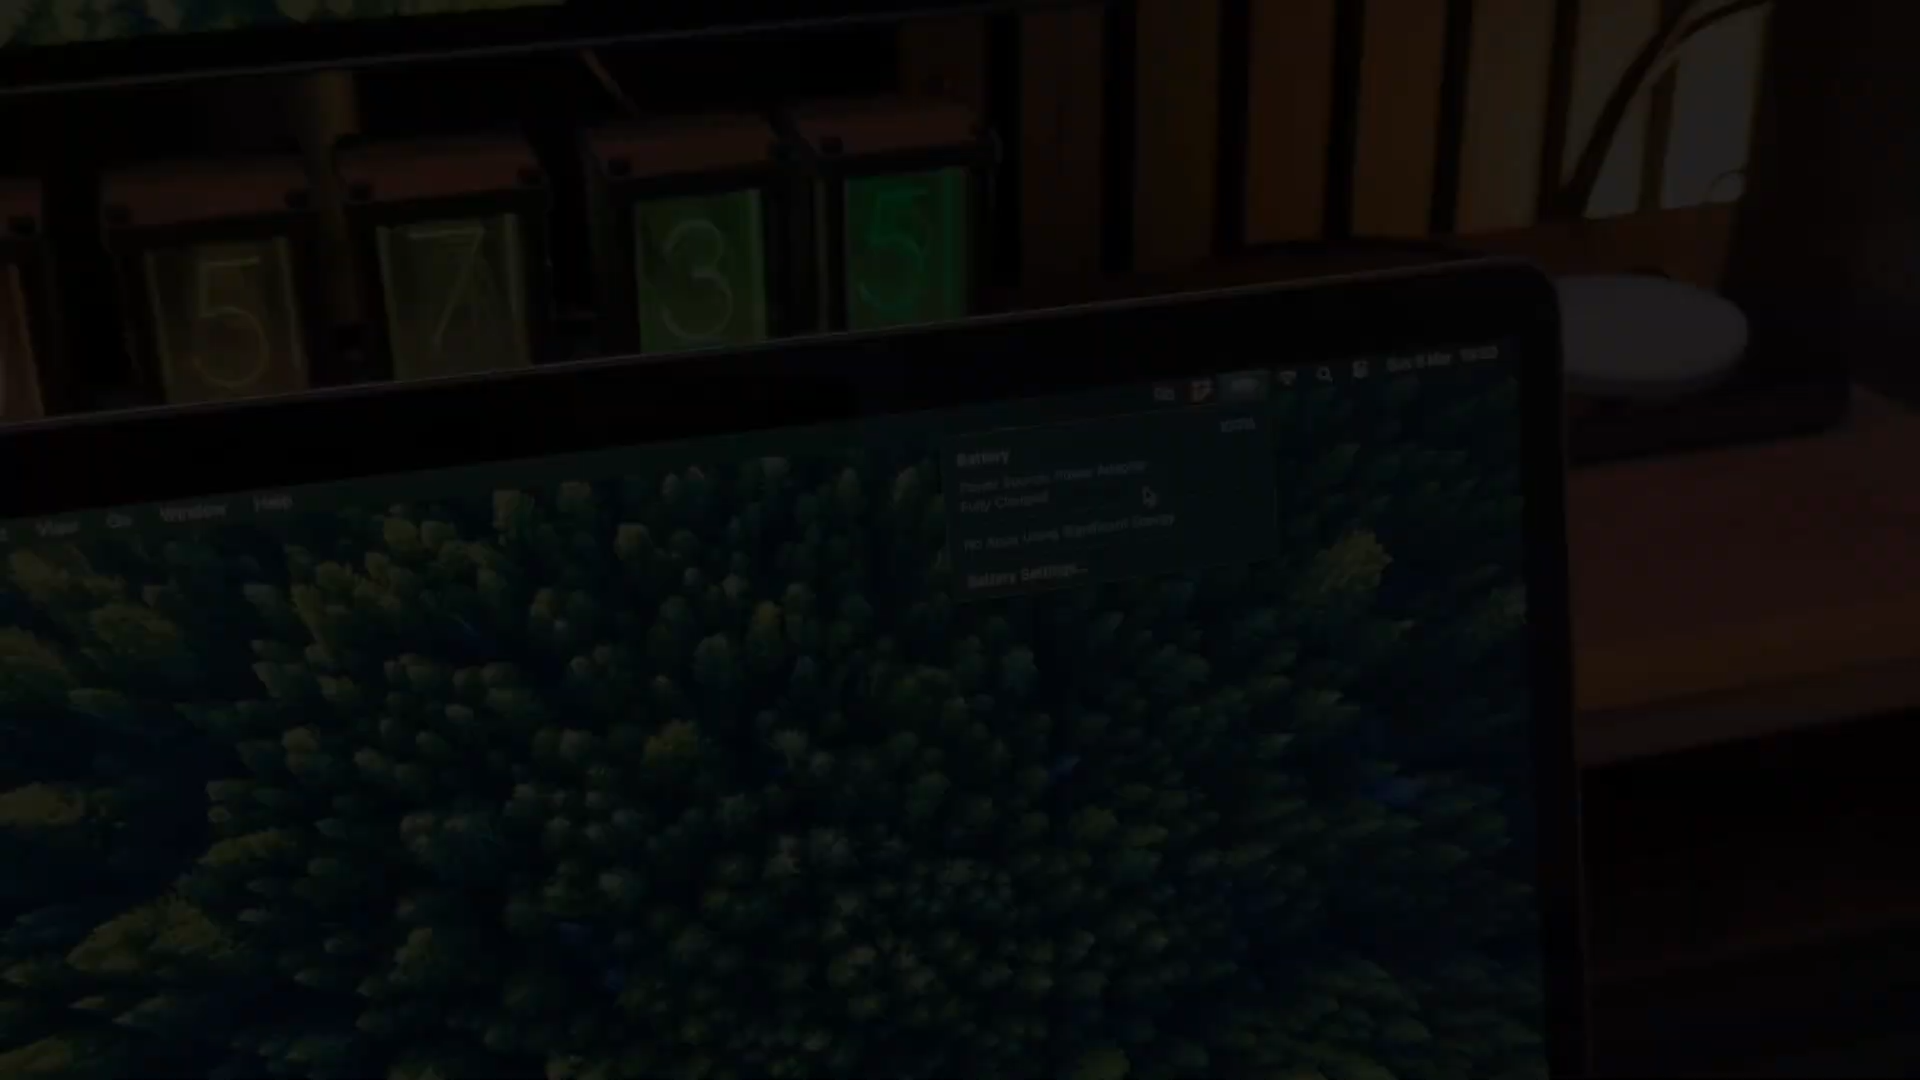 5 7 3 5
View Go Window Help
100%
Battery
Power Source: Power Adapter
Fully Charged
No Apps Using Significant Energy
Battery Settings...